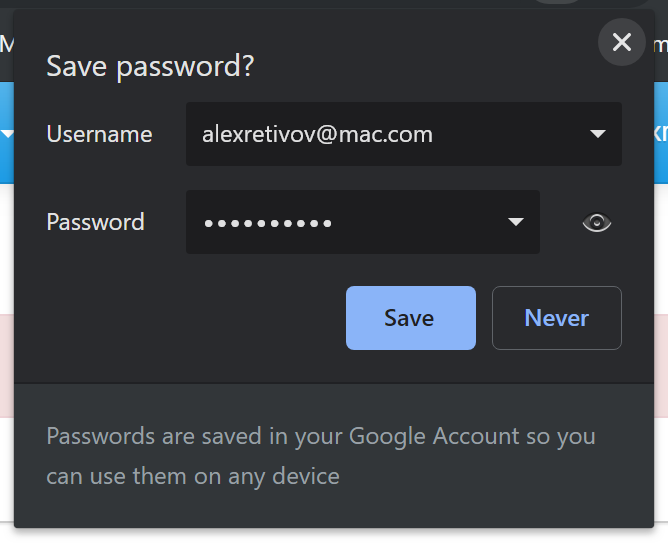 Save password?
Username
alexretivov@mac.com
Password
Save
Never
Passwords are saved in your Google Account so you
can use them on any device